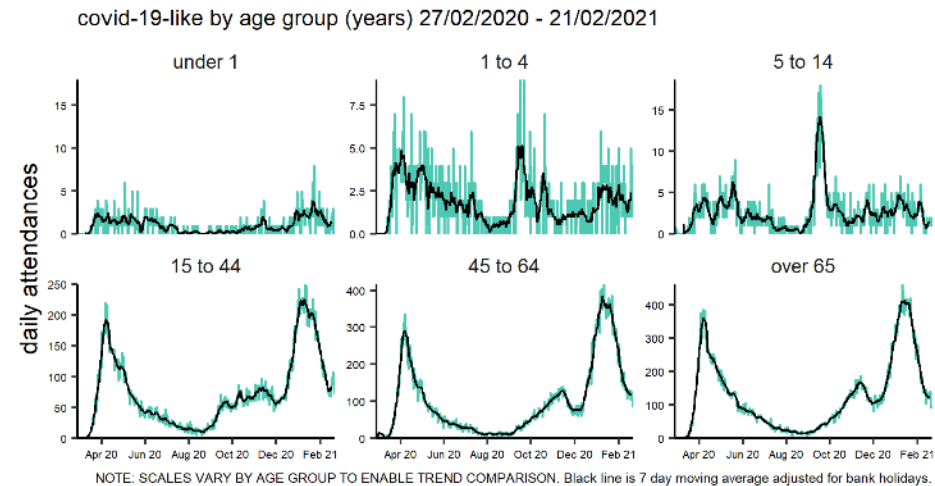 covid-19-like by age group (years) 27/02/2020 - 21/02/2021
under 1
1 to 4
5 to 14
15
10
5
0
7.5
5.0
2.5
0.0
15
10
5
0
daily attendances
15 to 44
45 to 64
over 65
250
200
150
100
50
0
400
300
200
100
0
400
300
200
100
0
Apr 20 Jun 20 Aug 20 Oct 20 Dec 20 Feb 21
Apr 20 Jun 20 Aug 20 Oct 20 Dec 20 Feb 21
Apr 20 Jun 20 Aug 20 Oct 20 Dec 20 Feb 21
NOTE: SCALES VARY BY AGE GROUP TO ENABLE TREND COMPARISON. Black line is 7 day moving average adjusted for bank holidays.